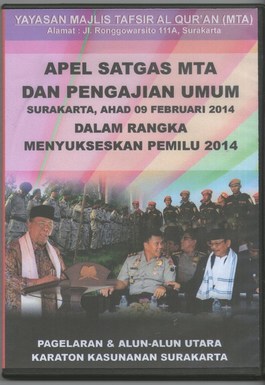 YAYASAN MAJLIS TAFSIR AL QUR'AN (MTA)
Alamat : Jl. Ronggowarsito 111A, Surakarta
APEL SATGAS MTA
DAN PENGAJIAN UMUM
SURAKARTA, AHAD 09 FEBRUARI 2014
DALAM RANGKA
MENYUKSESKAN PEMILU 2014
PAGELARAN & ALUN-ALUN UTARA
KARATON KASUNANAN SURAKARTA